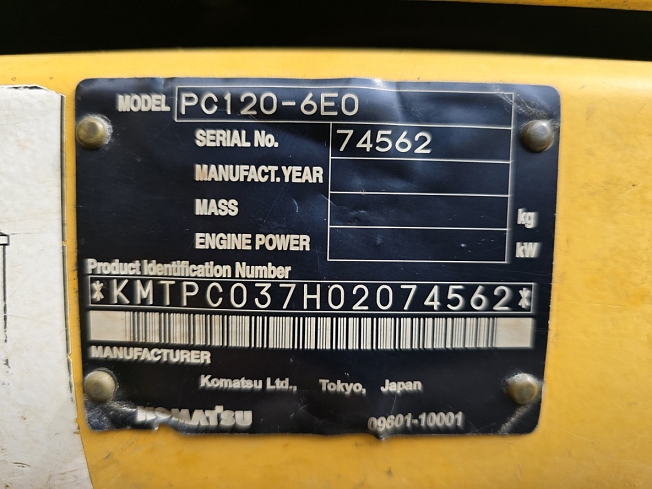 MODEL PC120-6E0
SERIAL No. 74562
MANUFACT.YEAR
MASS kg
ENGINE POWER kW
Product Identification Number
*KMTPC037H02074562*
MANUFACTURER
Komatsu Ltd., Tokyo, Japan
KOMATSU 09601-10001